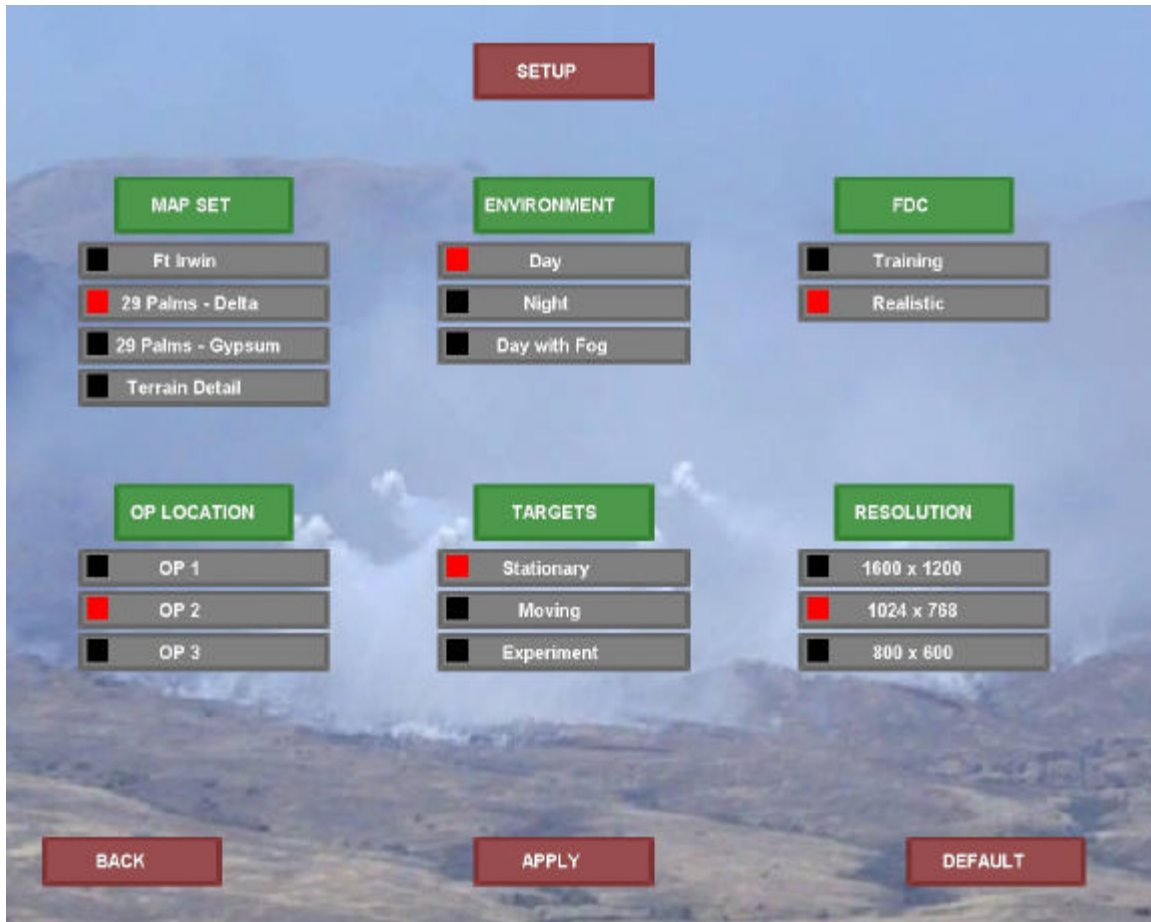 SETUP
MAP SET
Ft Irwin
29 Palms - Delta
29 Palms - Gypsum
Terrain Detail
ENVIRONMENT
Day
Night
Day with Fog
FDC
Training
Realistic
OP LOCATION
OP 1
OP 2
OP 3
TARGETS
Stationary
Moving
Experiment
RESOLUTION
1600 x 1200
1024 x 768
800 x 600
BACK
APPLY
DEFAULT